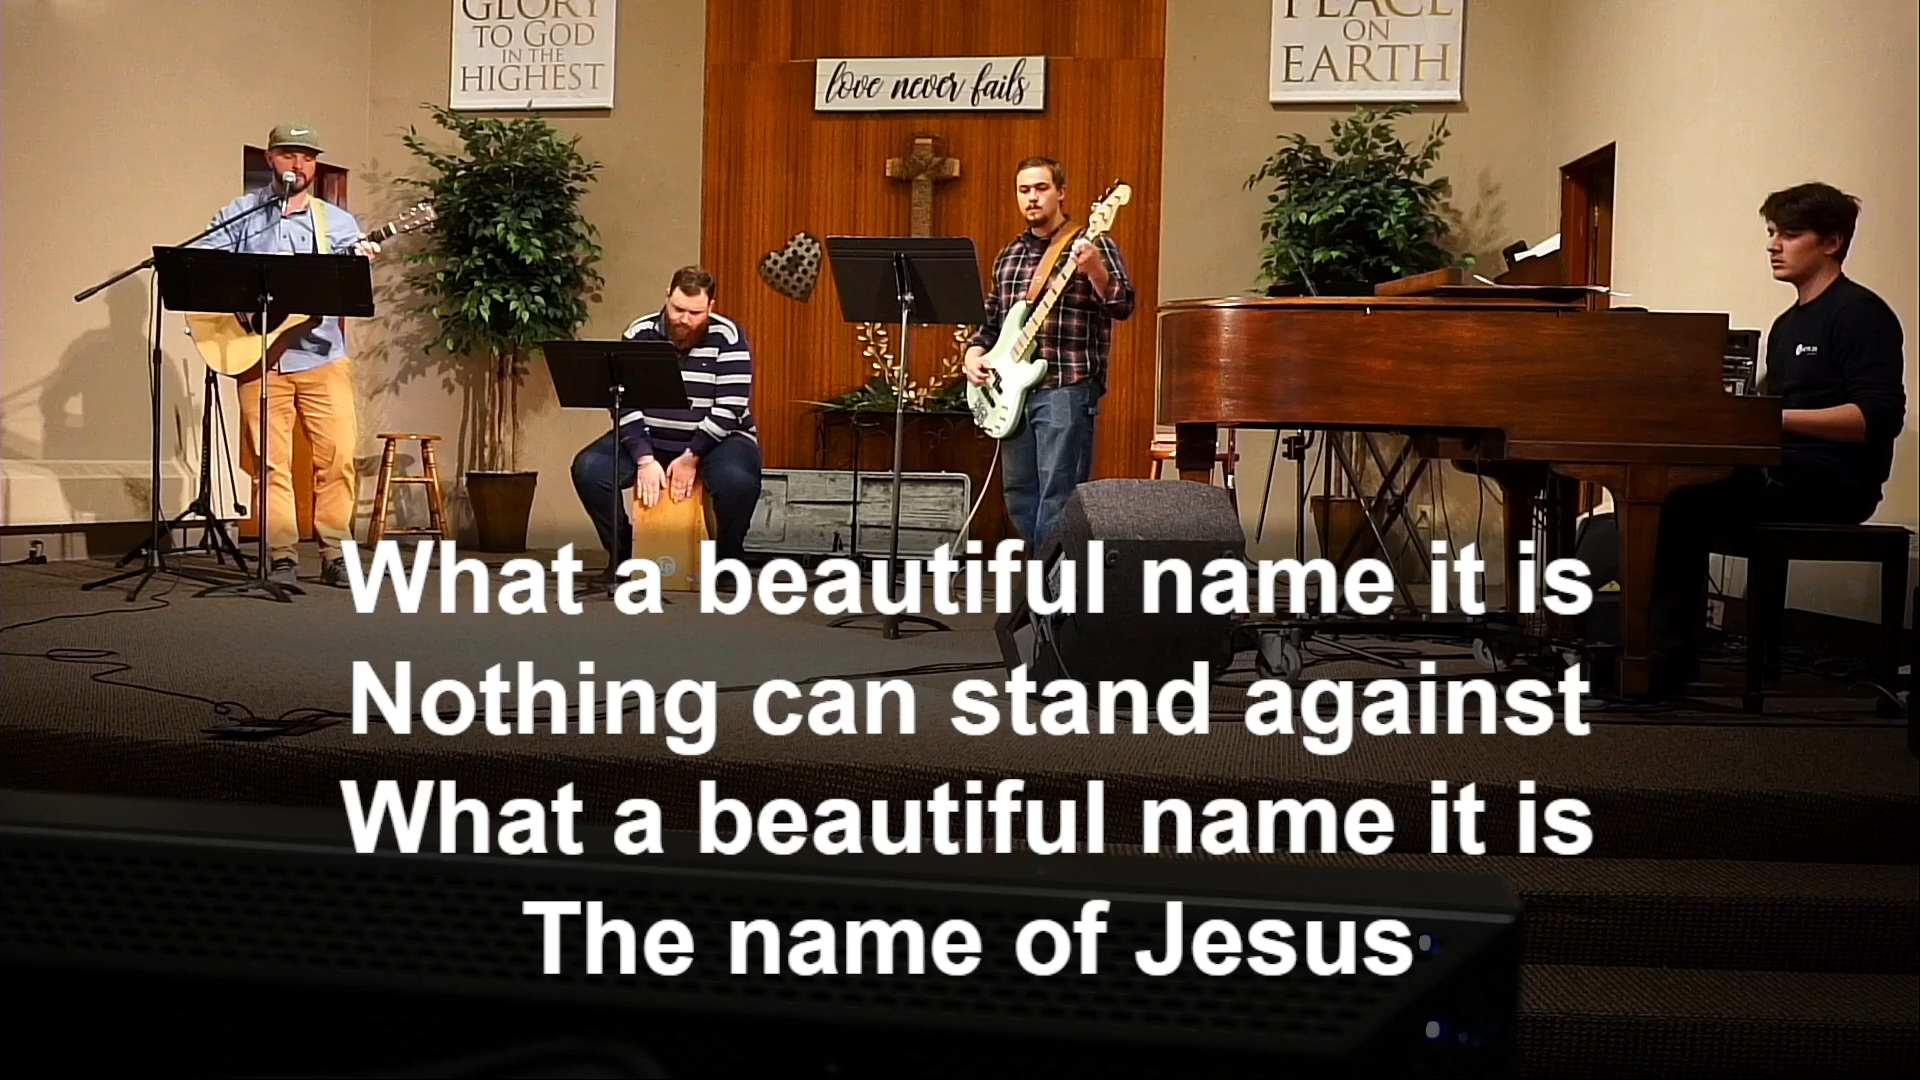 GLORY
TO GOD
IN THE
HIGHEST
love never fails
PEACE
ON
EARTH
What a beautiful name it is
Nothing can stand against
What a beautiful name it is
The name of Jesus